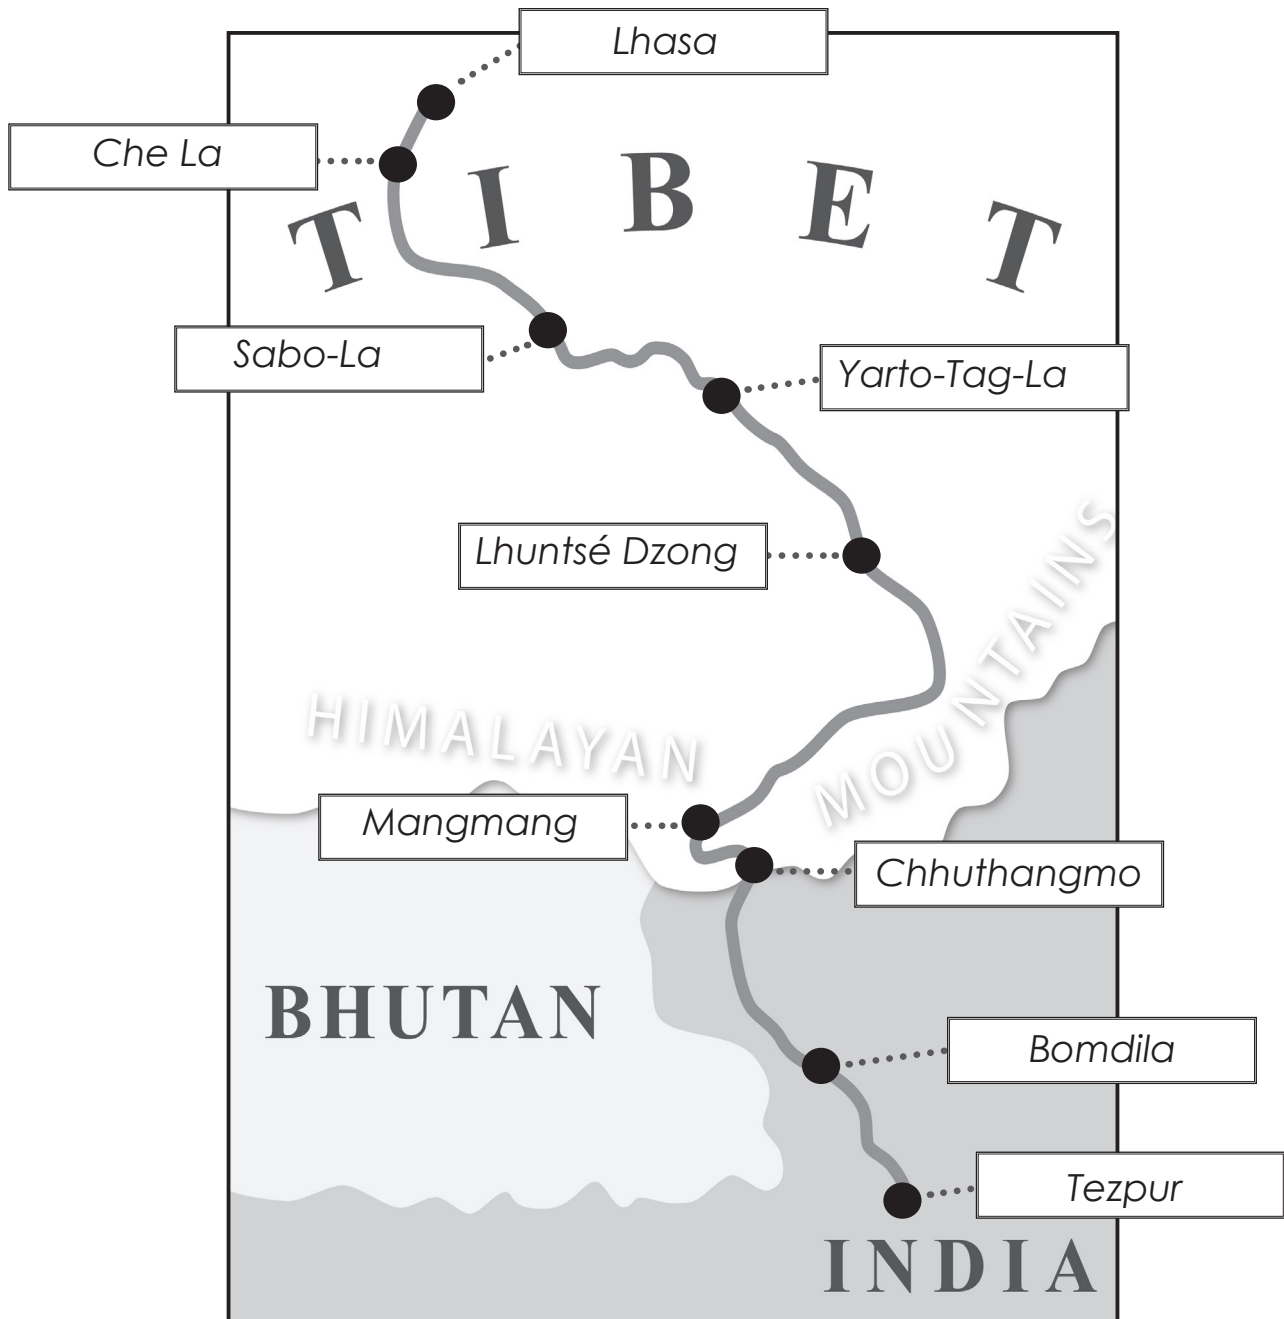 Lhasa
Che La
TIBET
Sabo-La
Yarto-Tag-La
Lhuntsé Dzong
HIMALAYAN MOUNTAINS
Mangmang
Chhuthangmo
BHUTAN
Bomdila
Tezpur
INDIA